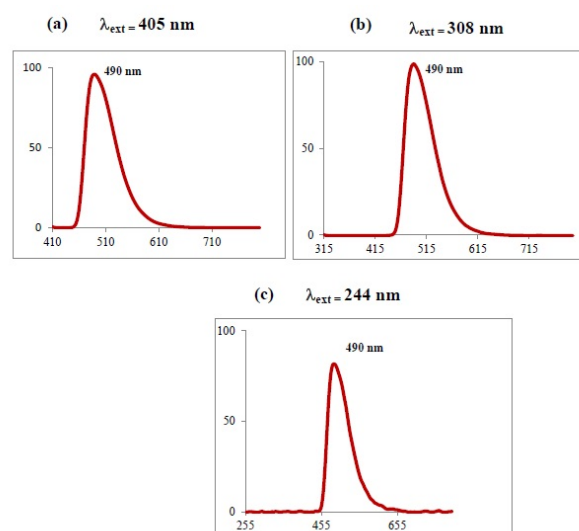 (a) λext = 405 nm
490 nm
100
50
0
410 510 610 710
(b) λext = 308 nm
490 nm
100
50
0
315 415 515 615 715
(c) λext = 244 nm
490 nm
100
50
0
255 455 655